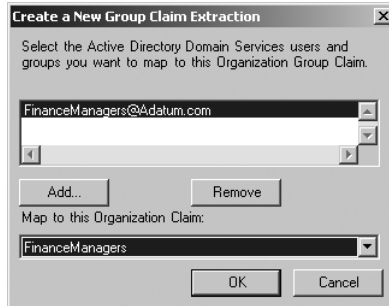 Create a New Group Claim Extraction
Select the Active Directory Domain Services users and
groups you want to map to this Organization Group Claim.
FinanceManagers@Adatum.com
Add...
Remove
Map to this Organization Claim:
FinanceManagers
OK
Cancel